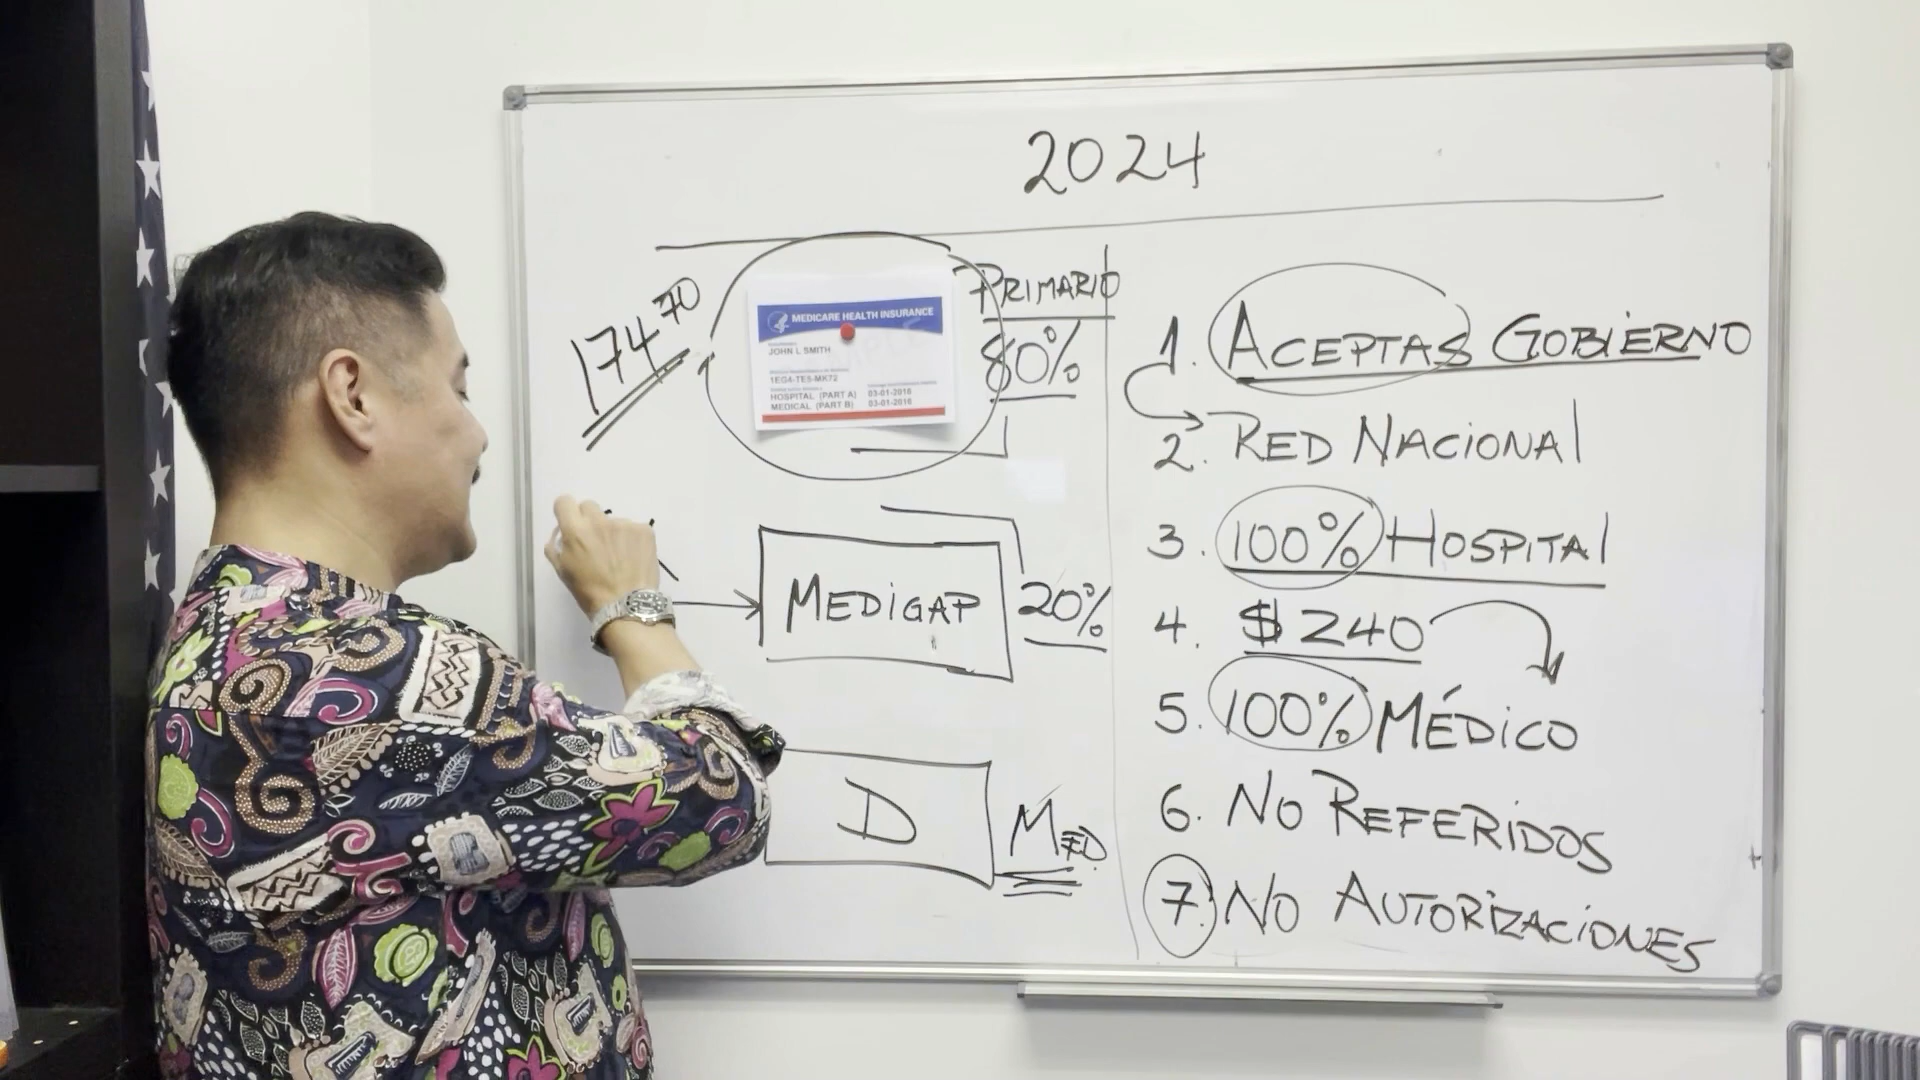 2024
174.70
MEDICARE HEALTH INSURANCE
JOHN L SMITH
1EG4-TE5-MK72
HOSPITAL (PART A) 03-01-2016
MEDICAL (PART B) 03-01-2016
PRIMARIO
80%
MEDIGAP
20%
D
MED.
1. ACEPTAS GOBIERNO
2. RED NACIONAL
3. 100% HOSPITAL
4. $240
5. 100% MÉDICO
6. NO REFERIDOS
7. NO AUTORIZACIONES